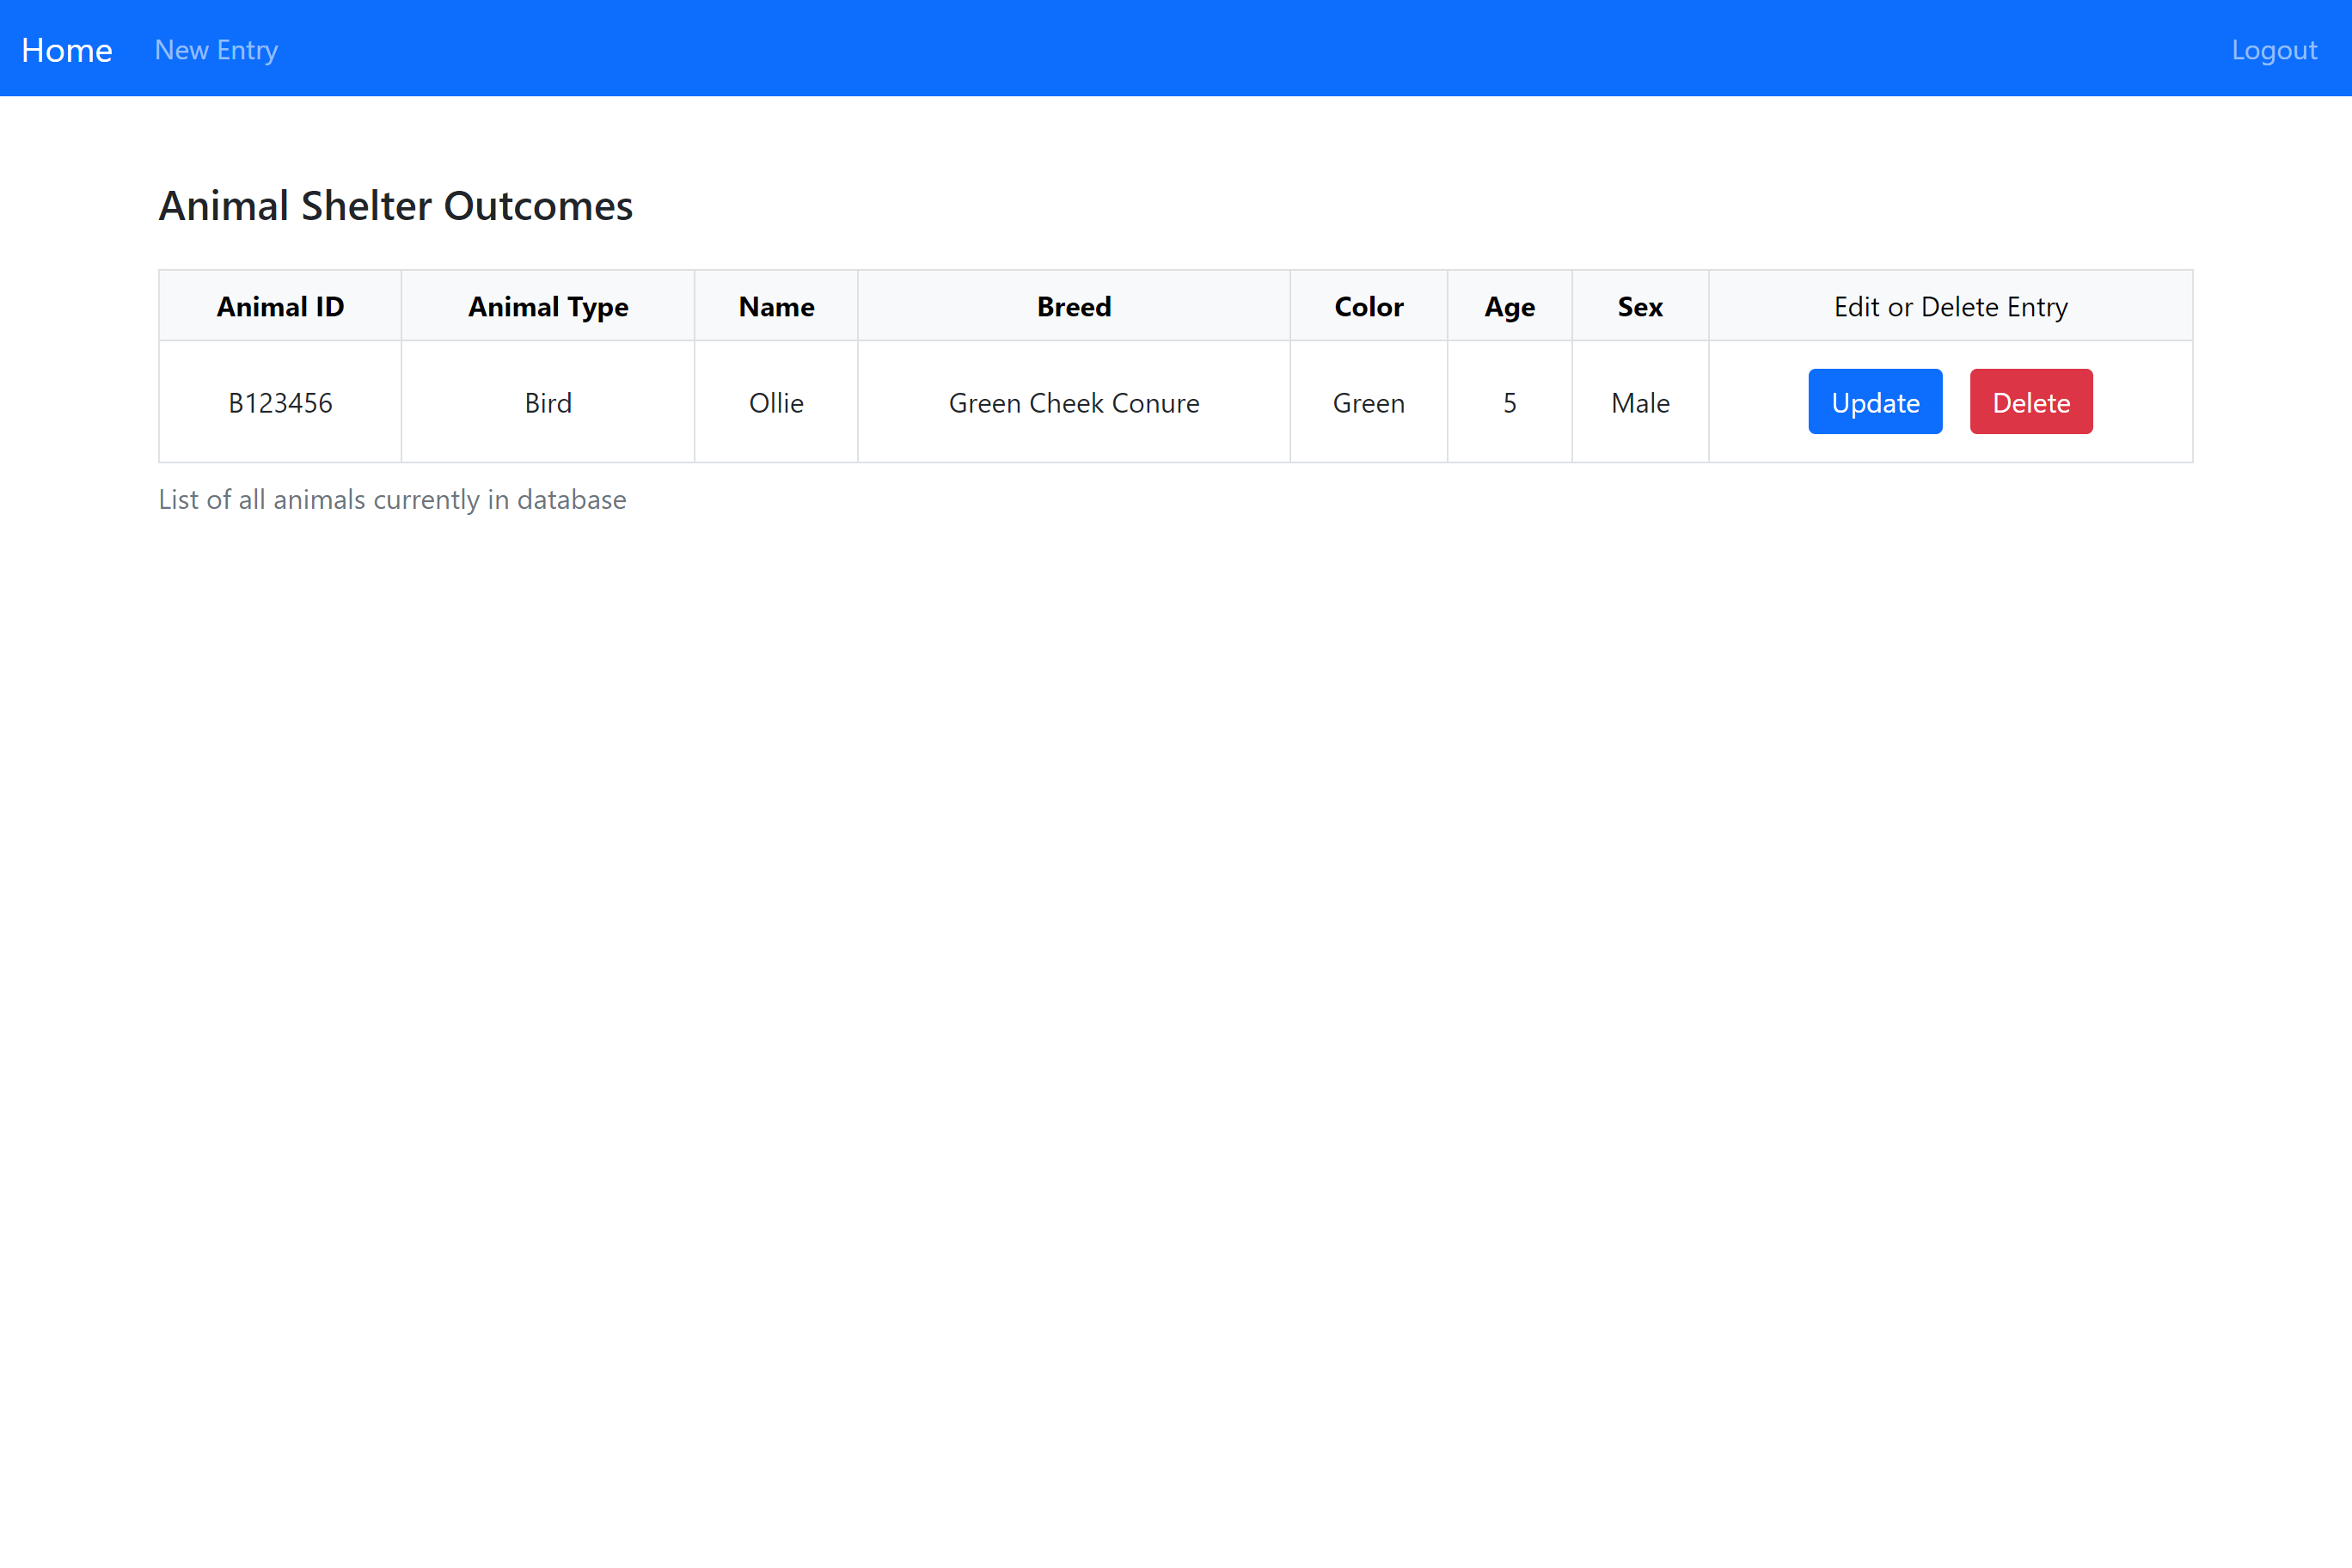 Home New Entry Logout
Animal Shelter Outcomes
Animal ID Animal Type Name Breed Color Age Sex Edit or Delete Entry
B123456 Bird Ollie Green Cheek Conure Green 5 Male Update Delete
List of all animals currently in database